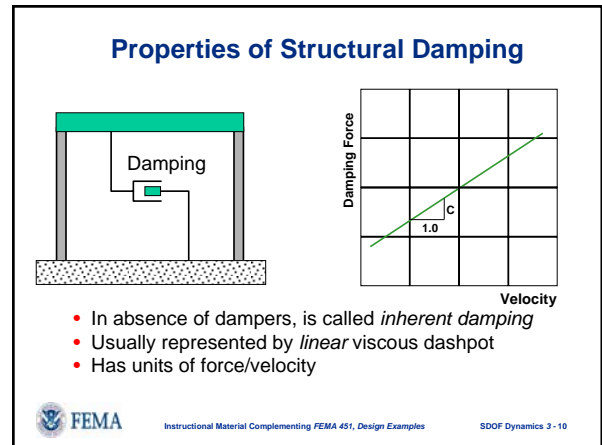 Properties of Structural Damping
Damping
Damping Force
C
1.0
Velocity
• In absence of dampers, is called inherent damping
• Usually represented by linear viscous dashpot
• Has units of force/velocity
FEMA
Instructional Material Complementing FEMA 451, Design Examples
SDOF Dynamics 3 - 10